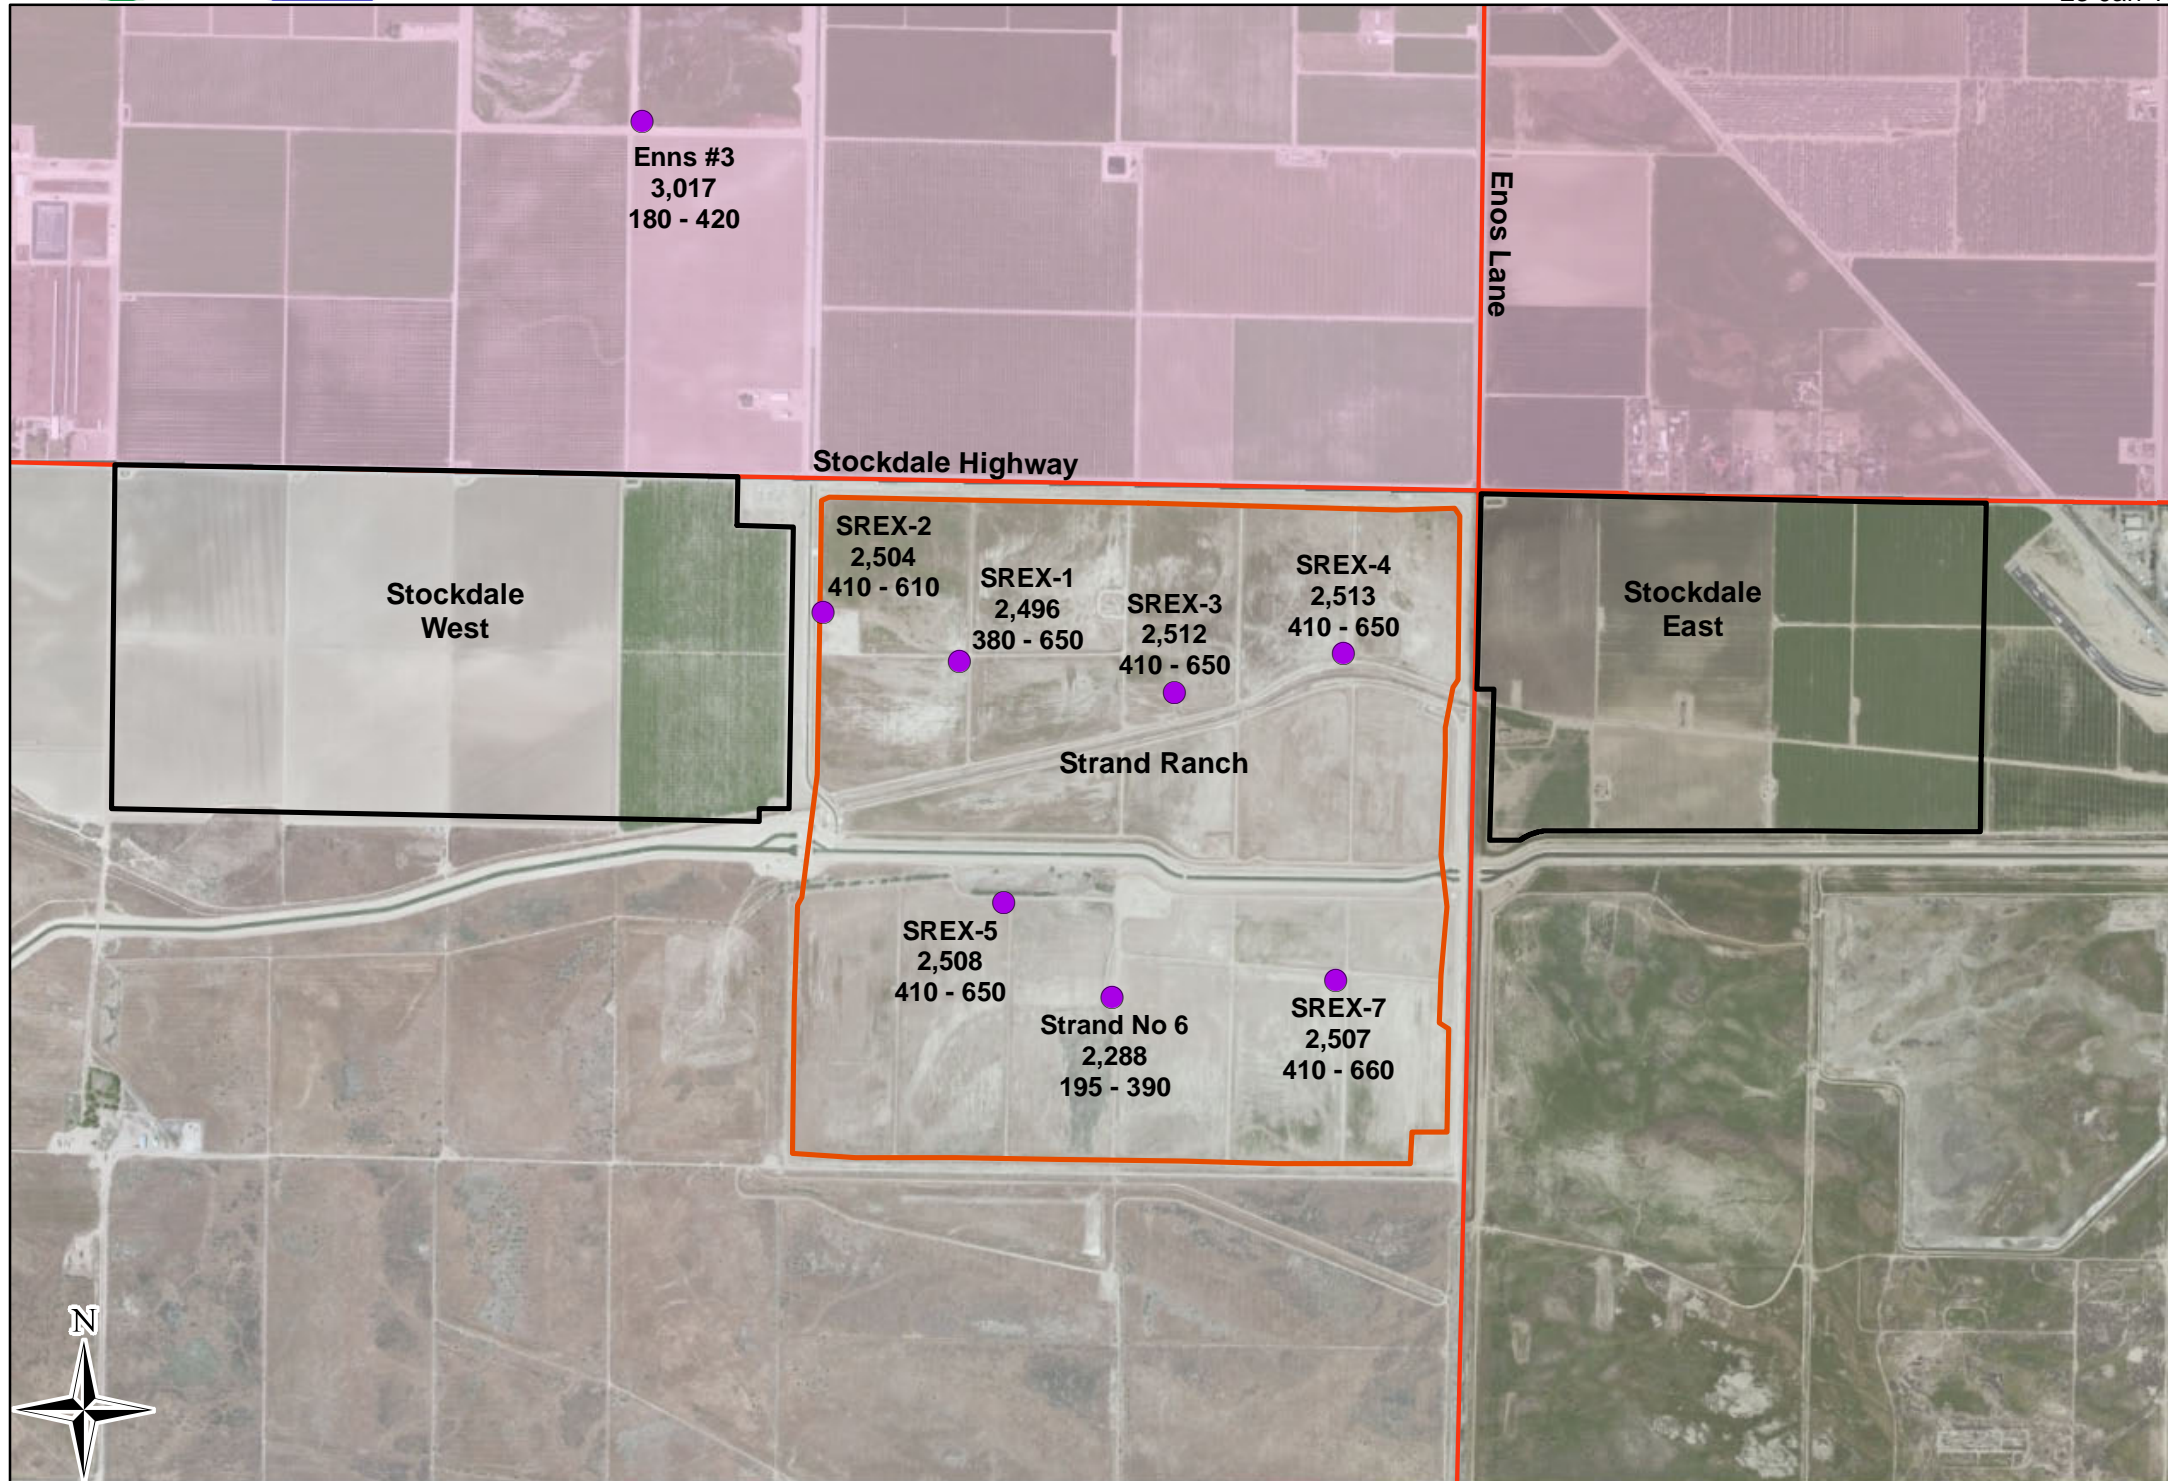 Enns #3
3,017
180 - 420
Enos Lane
Stockdale Highway
SREX-2
2,504
410 - 610
SREX-1
2,496
380 - 650
SREX-3
2,512
410 - 650
SREX-4
2,513
410 - 650
Stockdale
West
Stockdale
East
Strand Ranch
SREX-5
2,508
410 - 650
Strand No 6
2,288
195 - 390
SREX-7
2,507
410 - 660
N